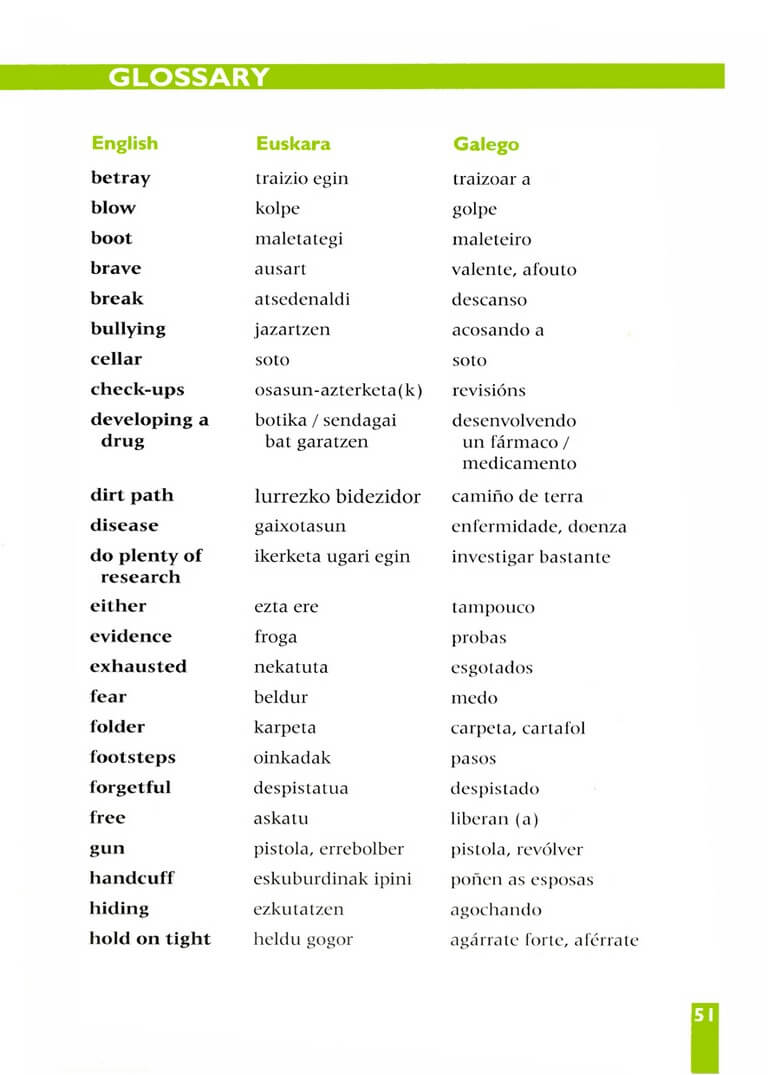 GLOSSARY
English Euskara Galego
betray traizio egin traizoar a
blow kolpe golpe
boot maletategi maleteiro
brave ausart valente, afouto
break atsedenaldi descanso
bullying jazartzen acosando a
cellar soto soto
check-ups osasun-azterketa(k) revisións
developing a botika / sendagai desenvolvendo
drug bat garatzen un fármaco /
medicamento
dirt path lurrezko bidezidor camiño de terra
disease gaixotasun enfermidade, doenza
do plenty of ikerketa ugari egin investigar bastante
research
either ezta ere tampouco
evidence froga probas
exhausted nekatuta esgotados
fear beldur medo
folder karpeta carpeta, cartafol
footsteps oinkadak pasos
forgetful despistatua despistado
free askatu liberan (a)
gun pistola, errebolber pistola, revólver
handcuff eskuburdinak ipini poñen as esposas
hiding ezkutatzen agochando
hold on tight heldu gogor agárrate forte, aférrate
51